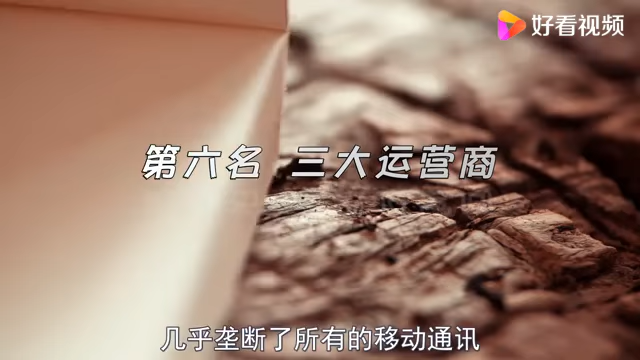 好看视频
第六名 三大运营商
几乎垄断了所有的移动通讯